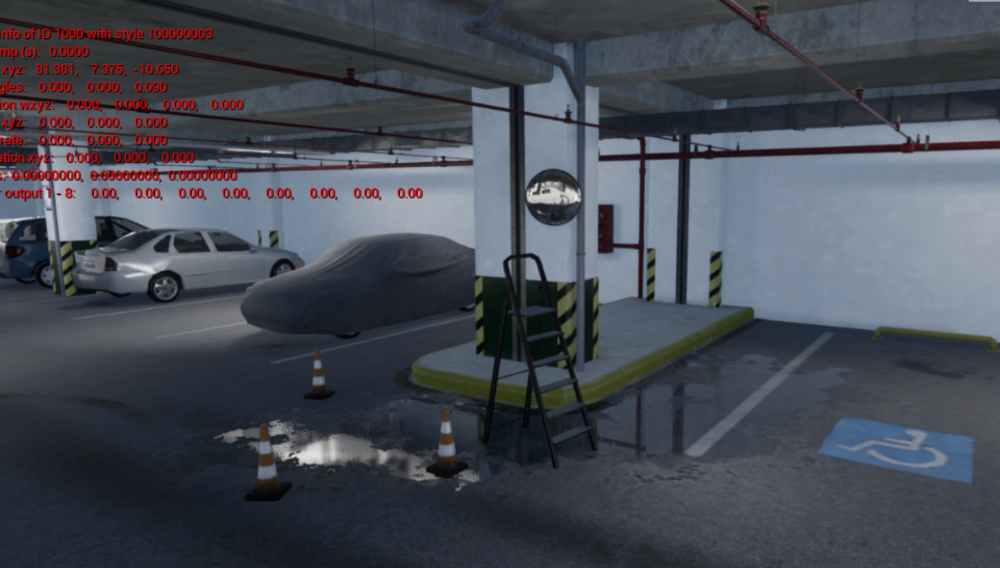 nfo of ID 1000 with style 100000003
mp (s): 0.0000
xyz: 81.381, 7.375, -10.650
gles: 0.000, 0.000, 0.090
ion wxyz: 0.000, 0.000, 0.000, 0.000
xyz: 0.000, 0.000, 0.000
rate: 0.000, 0.000, 0.000
ation xyz: 0.000, 0.000, 0.000
s: 0.00000000, 0.00000000, 0.00000000
r output 1 - 8: 0.00, 0.00, 0.00, 0.00, 0.00, 0.00, 0.00, 0.00